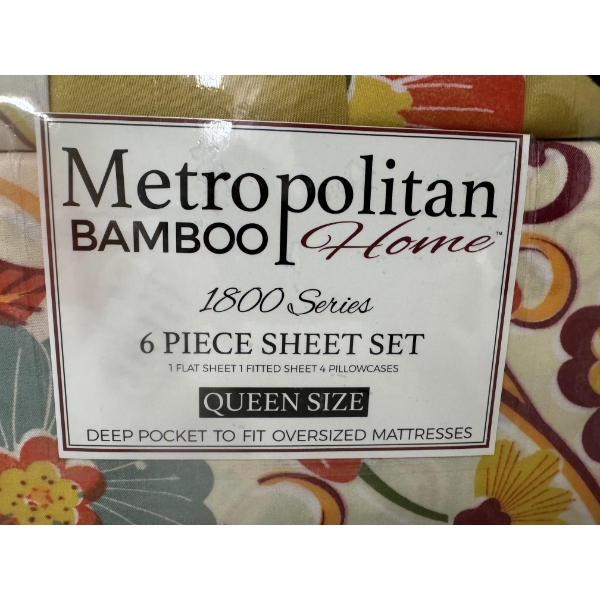 Metropolitan
BAMBOO Home™
1800 Series
6 PIECE SHEET SET
1 FLAT SHEET 1 FITTED SHEET 4 PILLOWCASES
QUEEN SIZE
DEEP POCKET TO FIT OVERSIZED MATTRESSES